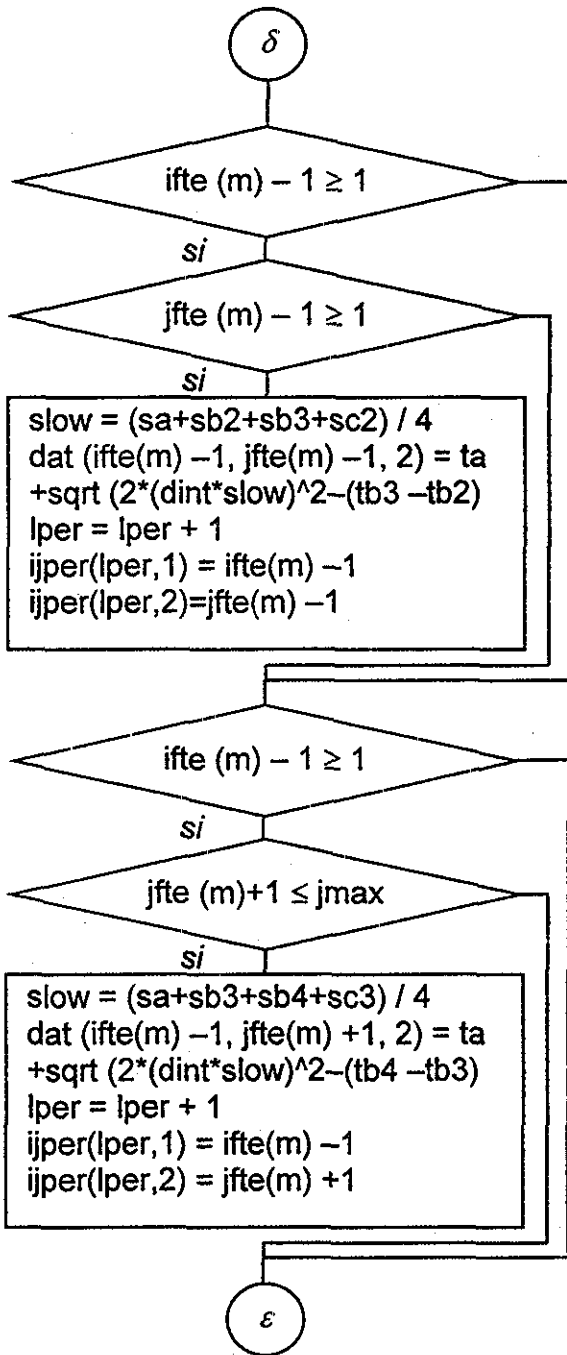 δ
ifte (m) – 1 ≥ 1
si
jfte (m) – 1 ≥ 1
si
slow = (sa+sb2+sb3+sc2) / 4
dat (ifte(m) –1, jfte(m) –1, 2) = ta
+sqrt (2*(dint*slow)^2–(tb3 –tb2)
lper = lper + 1
ijper(lper,1) = ifte(m) –1
ijper(lper,2)=jfte(m) –1
ifte (m) – 1 ≥ 1
si
jfte (m)+1 ≤ jmax
si
slow = (sa+sb3+sb4+sc3) / 4
dat (ifte(m) –1, jfte(m) +1, 2) = ta
+sqrt (2*(dint*slow)^2–(tb4 –tb3)
lper = lper + 1
ijper(lper,1) = ifte(m) –1
ijper(lper,2) = jfte(m) +1
ε